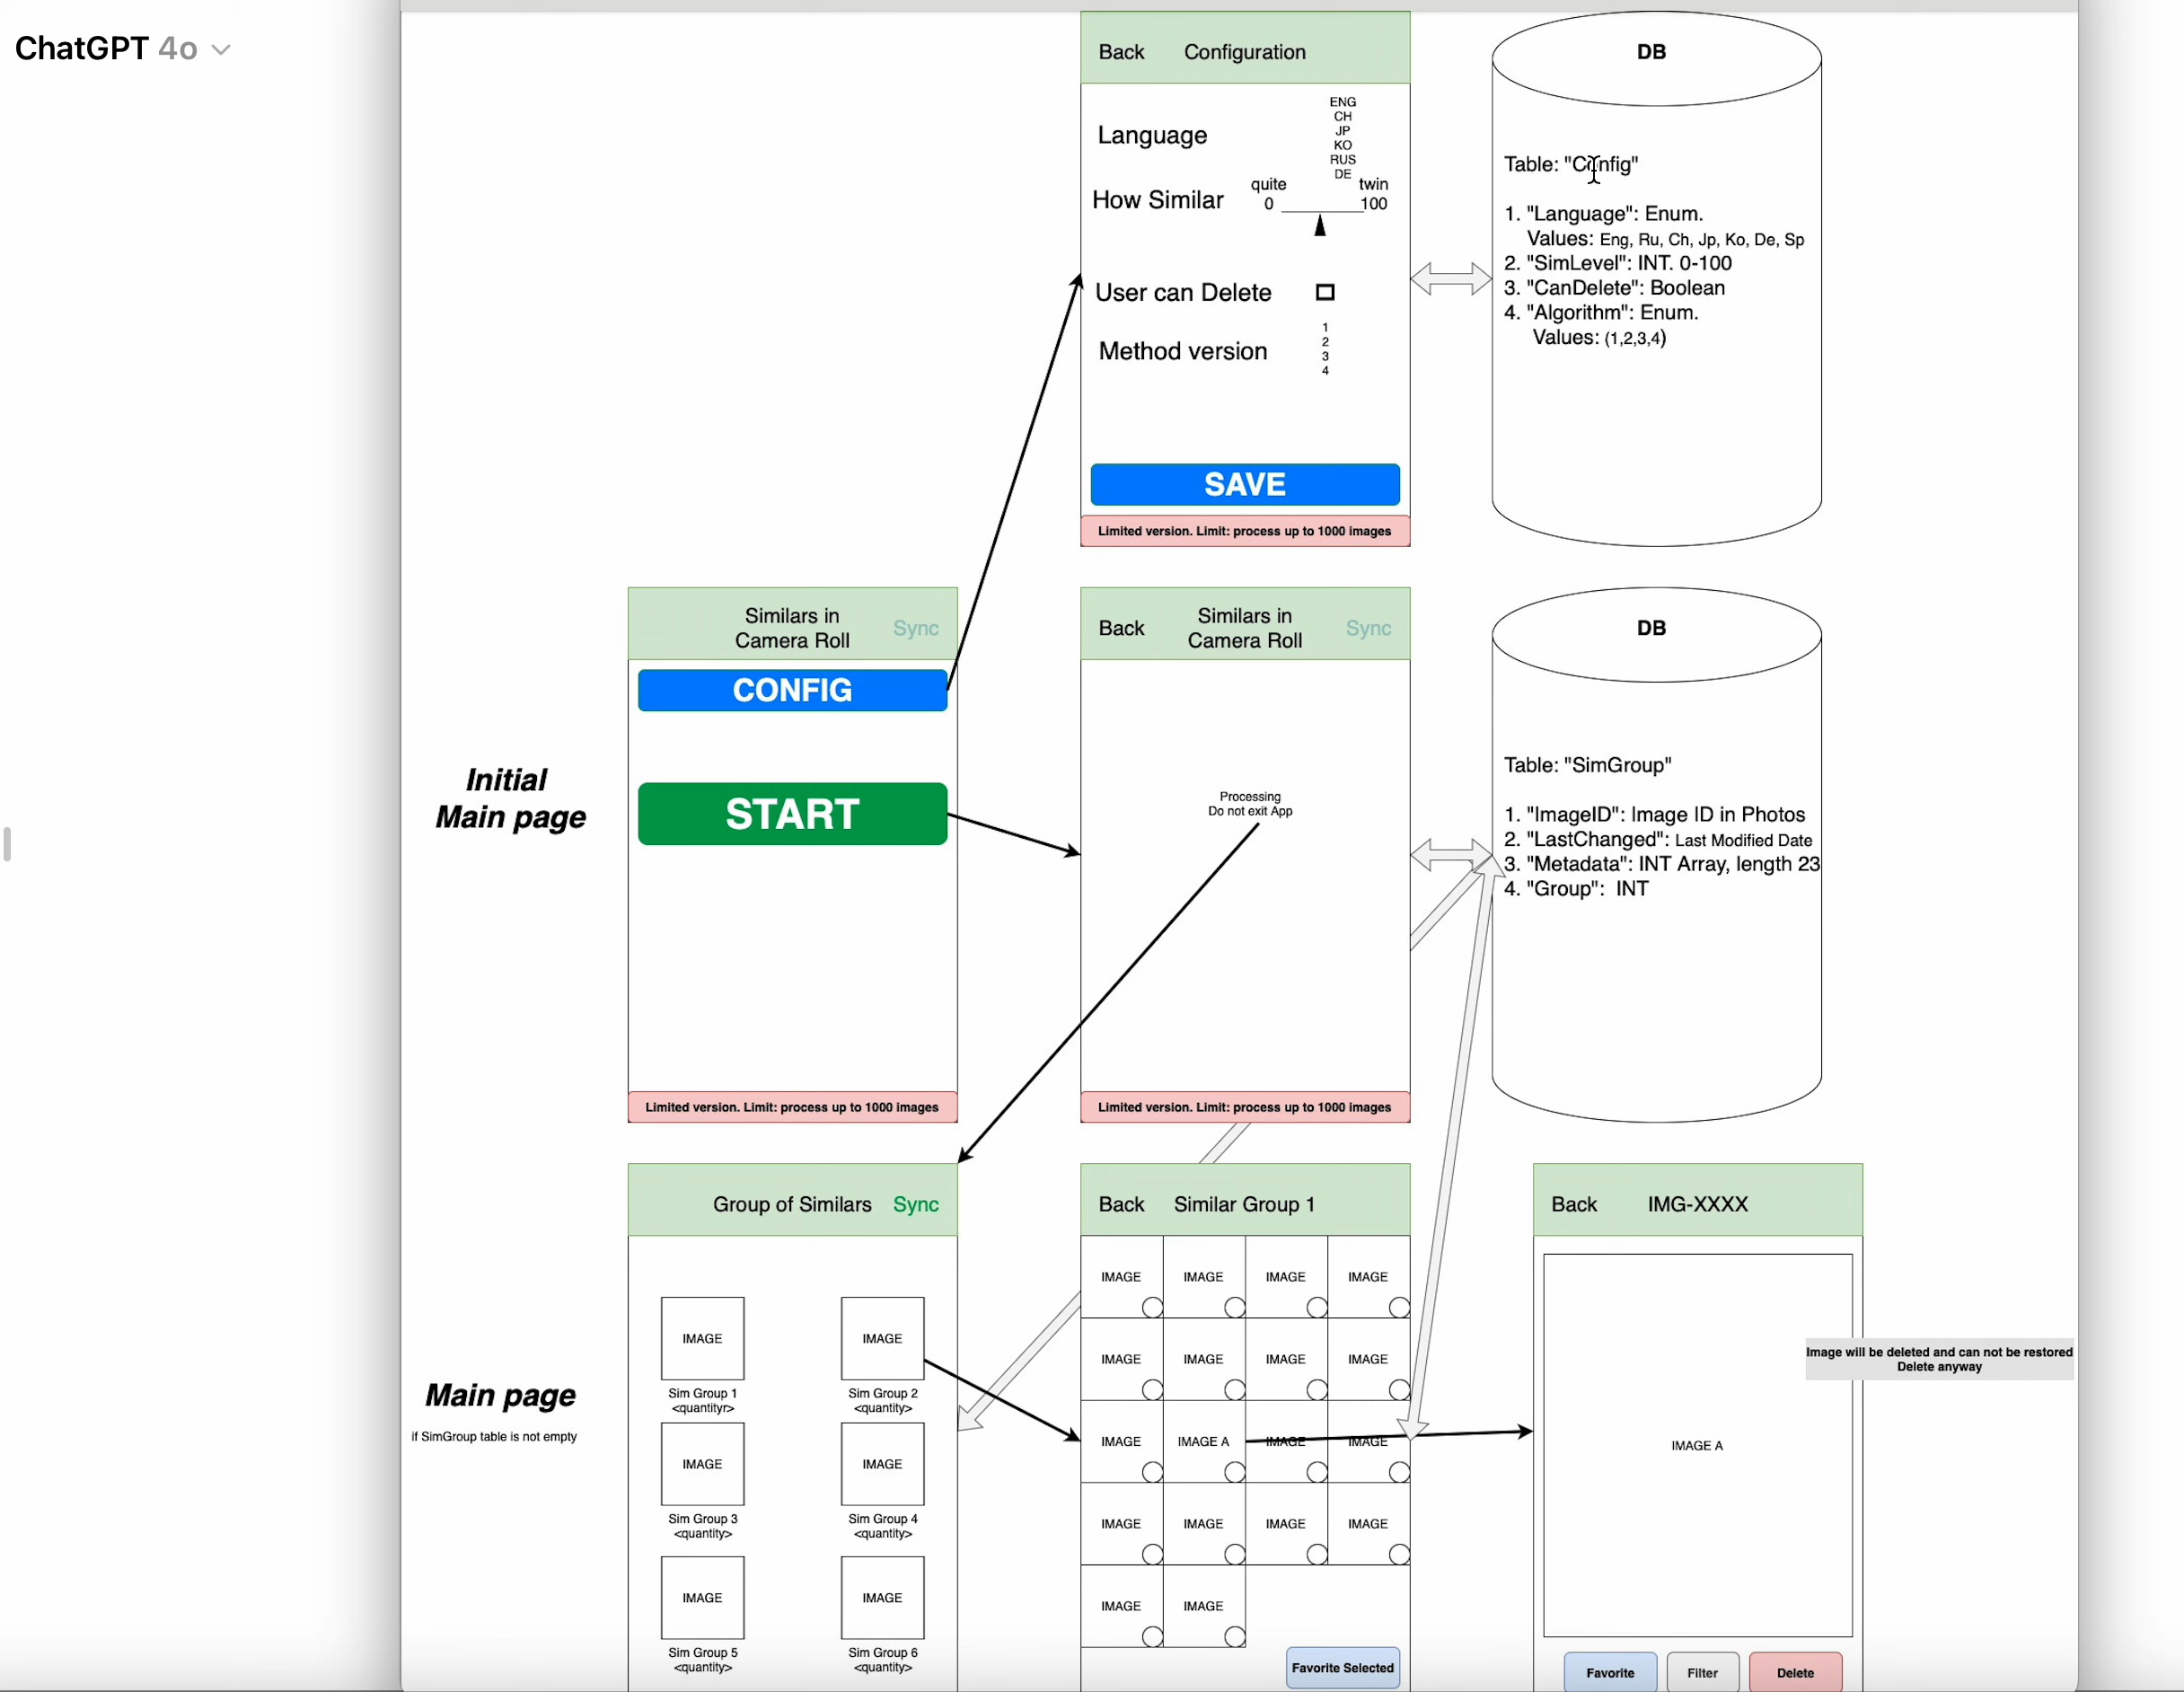 ChatGPT 4o
Back Configuration
Language
ENG
CH
JP
KO
RUS
DE
How Similar
quite twin
0 100
User can Delete
Method version
1
2
3
4
SAVE
Limited version. Limit: process up to 1000 images
DB
Table: "Config"
1. "Language": Enum.
Values: Eng, Ru, Ch, Jp, Ko, De, Sp
2. "SimLevel": INT. 0-100
3. "CanDelete": Boolean
4. "Algorithm": Enum.
Values: (1,2,3,4)
Initial
Main page
Similars in
Camera Roll
Sync
CONFIG
START
Limited version. Limit: process up to 1000 images
Back
Similars in
Camera Roll
Sync
Processing
Do not exit App
Limited version. Limit: process up to 1000 images
DB
Table: "SimGroup"
1. "ImageID": Image ID in Photos
2. "LastChanged": Last Modified Date
3. "Metadata": INT Array, length 23
4. "Group": INT
Main page
if SimGroup table is not empty
Group of Similars Sync
IMAGE IMAGE
Sim Group 1 Sim Group 2
<quantityr> <quantity>
IMAGE IMAGE
Sim Group 3 Sim Group 4
<quantity> <quantity>
IMAGE IMAGE
Sim Group 5 Sim Group 6
<quantity> <quantity>
Back Similar Group 1
IMAGE IMAGE IMAGE IMAGE
IMAGE IMAGE IMAGE IMAGE
IMAGE IMAGE A IMAGE IMAGE
IMAGE IMAGE IMAGE IMAGE
IMAGE IMAGE
Favorite Selected
Back IMG-XXXX
Image will be deleted and can not be restored
Delete anyway
IMAGE A
Favorite Filter Delete